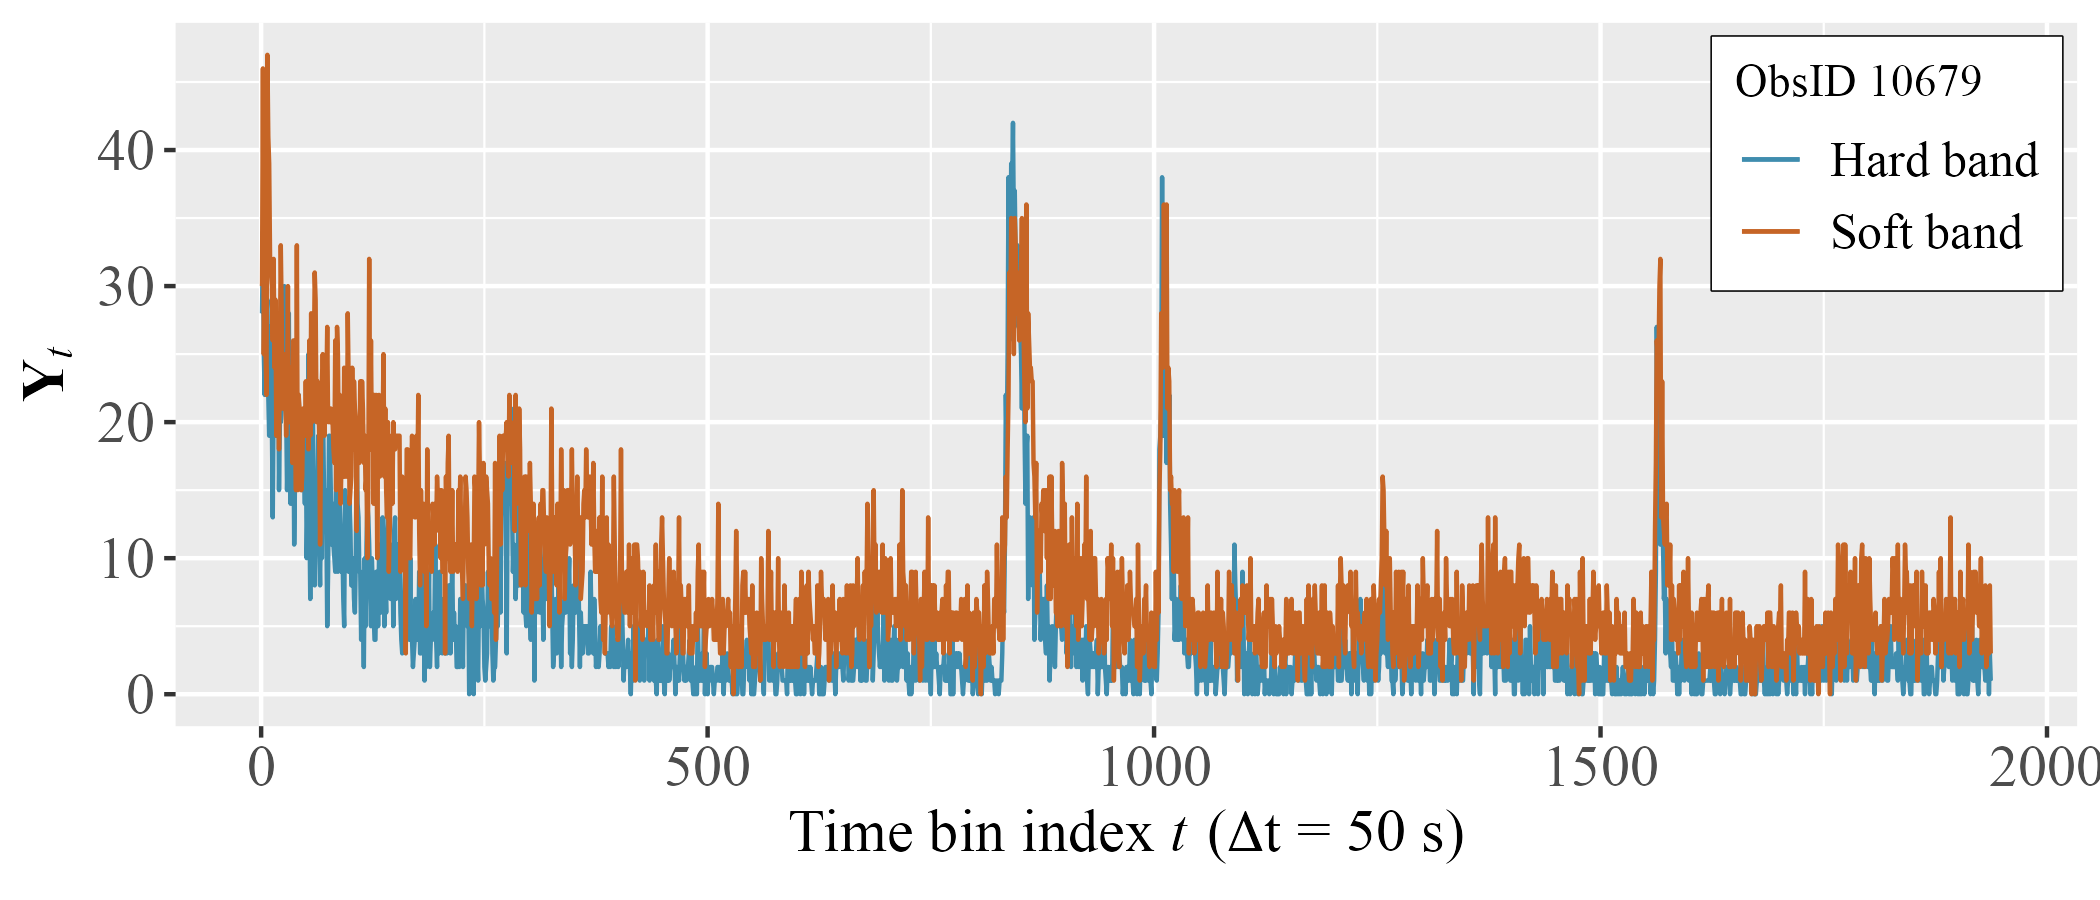 ObsID 10679
Hard band
Soft band
40
30
20
10
0
Y_t
0 500 1000 1500 2000
Time bin index t (Δt = 50 s)